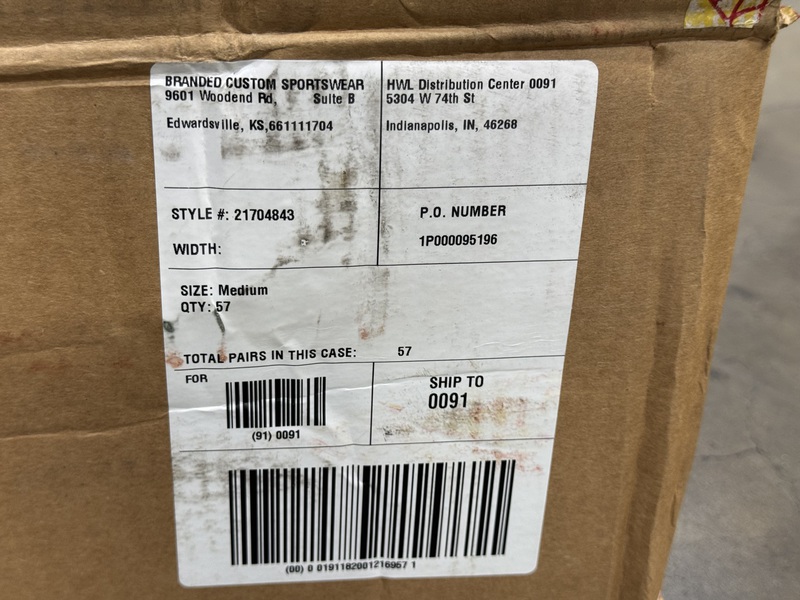 BRANDED CUSTOM SPORTSWEAR
9601 Woodend Rd, Suite B
Edwardsville, KS,661111704
HWL Distribution Center 0091
5304 W 74th St
Indianapolis, IN, 46268
STYLE #: 21704843
WIDTH:
P.O. NUMBER
1P000095196
SIZE: Medium
QTY: 57
TOTAL PAIRS IN THIS CASE: 57
FOR
(91) 0091
SHIP TO
0091
(00) 0 0191182001216957 1